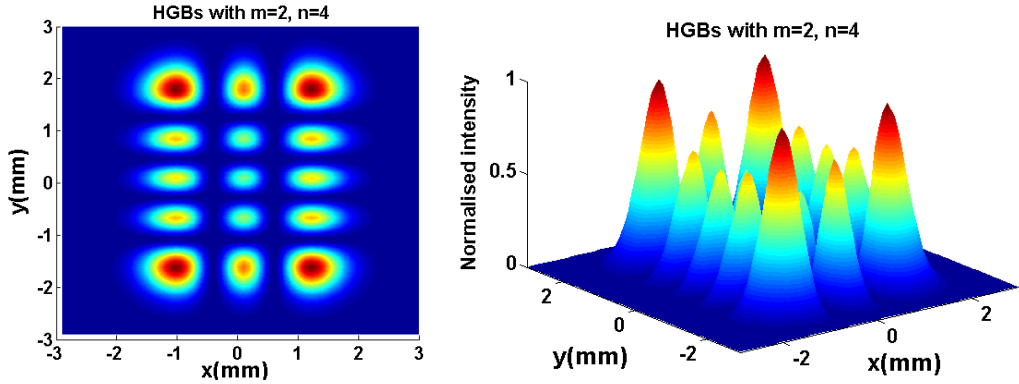 HGBs with m=2, n=4
3
2
1
0
-1
-2
-3
y(mm)
-3 -2 -1 0 1 2 3
x(mm)
HGBs with m=2, n=4
1
0.5
0
Normalised intensity
2
0
-2
y(mm)
-2
0
2
x(mm)